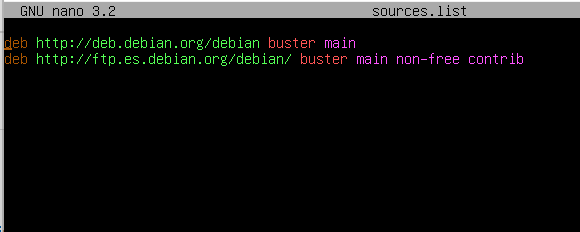 GNU nano 3.2 sources.list
deb http://deb.debian.org/debian buster main
deb http://ftp.es.debian.org/debian/ buster main non-free contrib